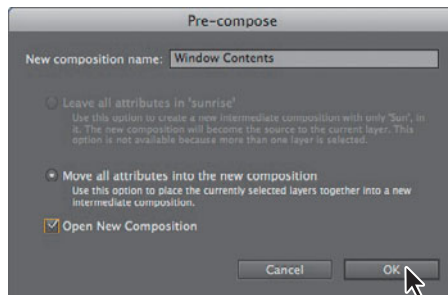 Pre-compose
New composition name: Window Contents
Leave all attributes in 'sunrise'
Use this option to create a new intermediate composition with only 'Sun', in
it. The new composition will become the source to the current layer. This
option is not available because more than one layer is selected.
Move all attributes into the new composition
Use this option to place the currently selected layers together into a new
intermediate composition.
Open New Composition
Cancel
OK